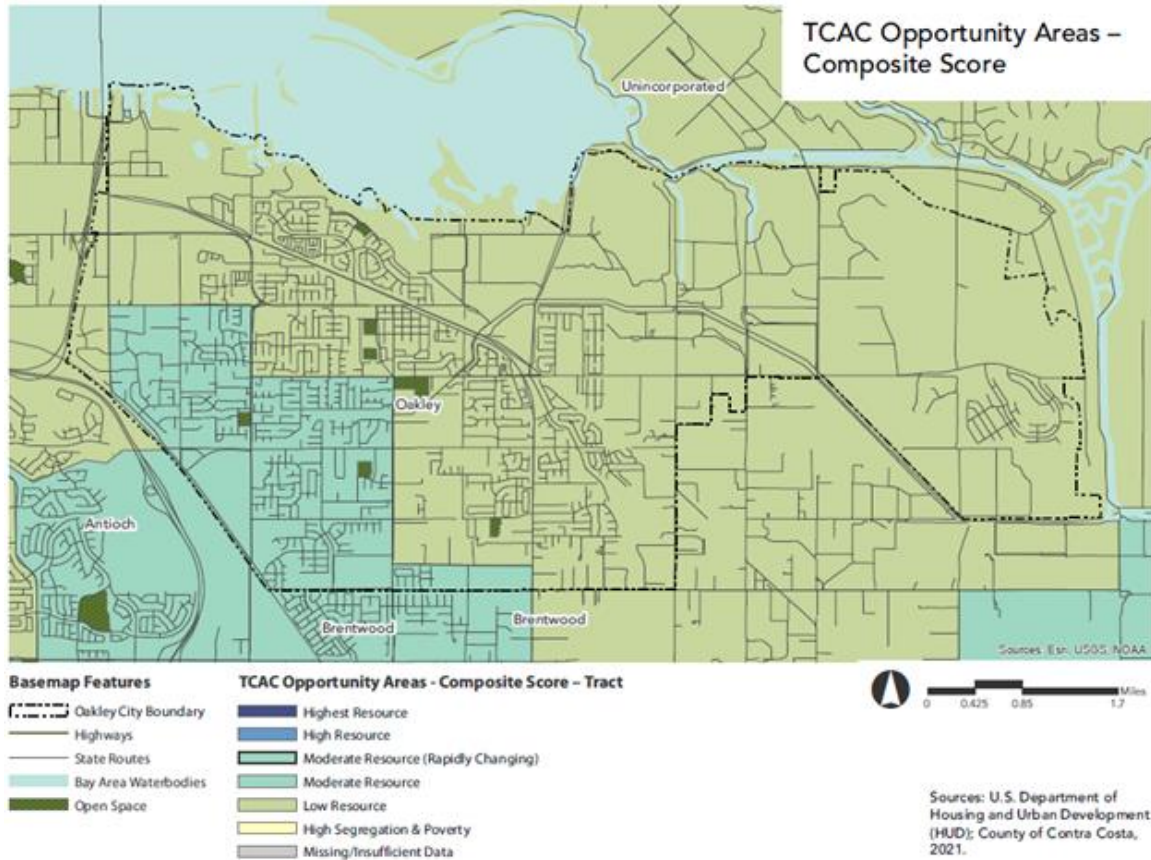 TCAC Opportunity Areas –
Composite Score
Unincorporated
Oakley
Antioch
Brentwood
Brentwood
Sources: Esri, USGS, NOAA
Basemap Features
Oakley City Boundary
Highways
State Routes
Bay Area Waterbodies
Open Space
TCAC Opportunity Areas - Composite Score – Tract
Highest Resource
High Resource
Moderate Resource (Rapidly Changing)
Moderate Resource
Low Resource
High Segregation & Poverty
Missing/Insufficient Data
Miles
0 0.425 0.85 1.7
Sources: U.S. Department of
Housing and Urban Development
(HUD); County of Contra Costa,
2021.